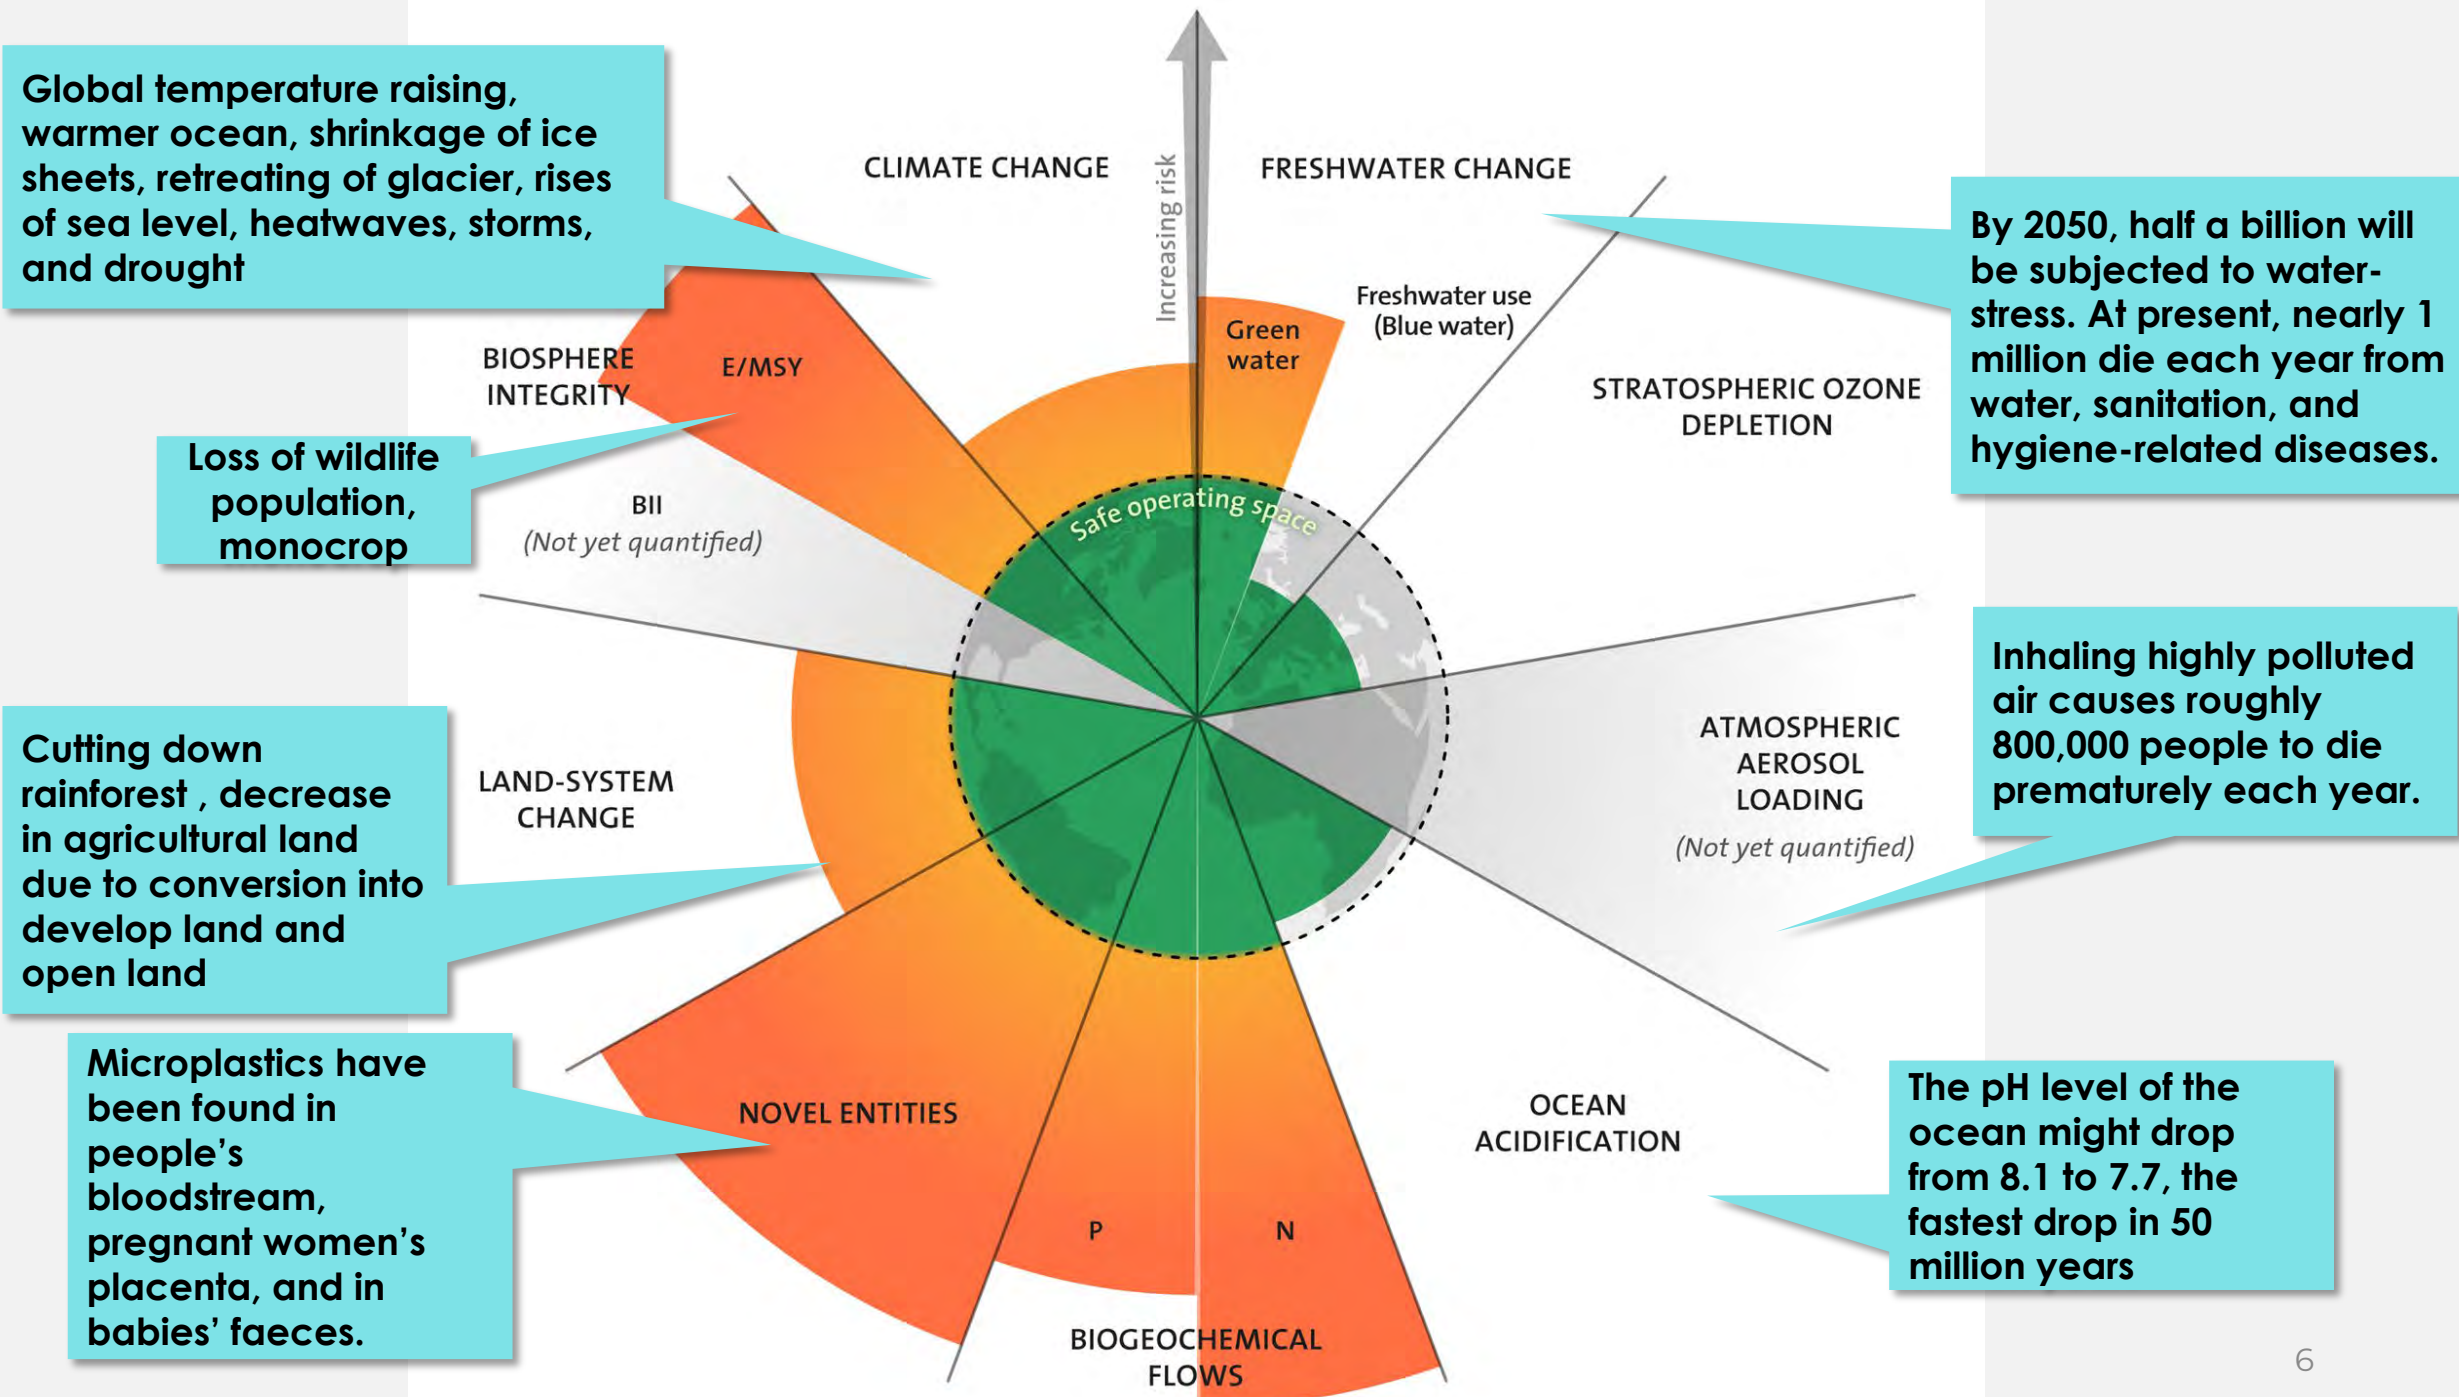 Global temperature raising,
warmer ocean, shrinkage of ice
sheets, retreating of glacier, rises
of sea level, heatwaves, storms,
and drought
CLIMATE CHANGE
Increasing risk
FRESHWATER CHANGE
Green
water
Freshwater use
(Blue water)
By 2050, half a billion will
be subjected to water-
stress. At present, nearly 1
million die each year from
water, sanitation, and
hygiene-related diseases.
BIOSPHERE
INTEGRITY
E/MSY
STRATOSPHERIC OZONE
DEPLETION
Loss of wildlife
population,
monocrop
BII
(Not yet quantified)
Safe operating space
Inhaling highly polluted
air causes roughly
800,000 people to die
prematurely each year.
Cutting down
rainforest , decrease
in agricultural land
due to conversion into
develop land and
open land
LAND-SYSTEM
CHANGE
ATMOSPHERIC
AEROSOL
LOADING
(Not yet quantified)
Microplastics have
been found in
people’s
bloodstream,
pregnant women’s
placenta, and in
babies’ faeces.
NOVEL ENTITIES
P
N
BIOGEOCHEMICAL
FLOWS
OCEAN
ACIDIFICATION
The pH level of the
ocean might drop
from 8.1 to 7.7, the
fastest drop in 50
million years
6